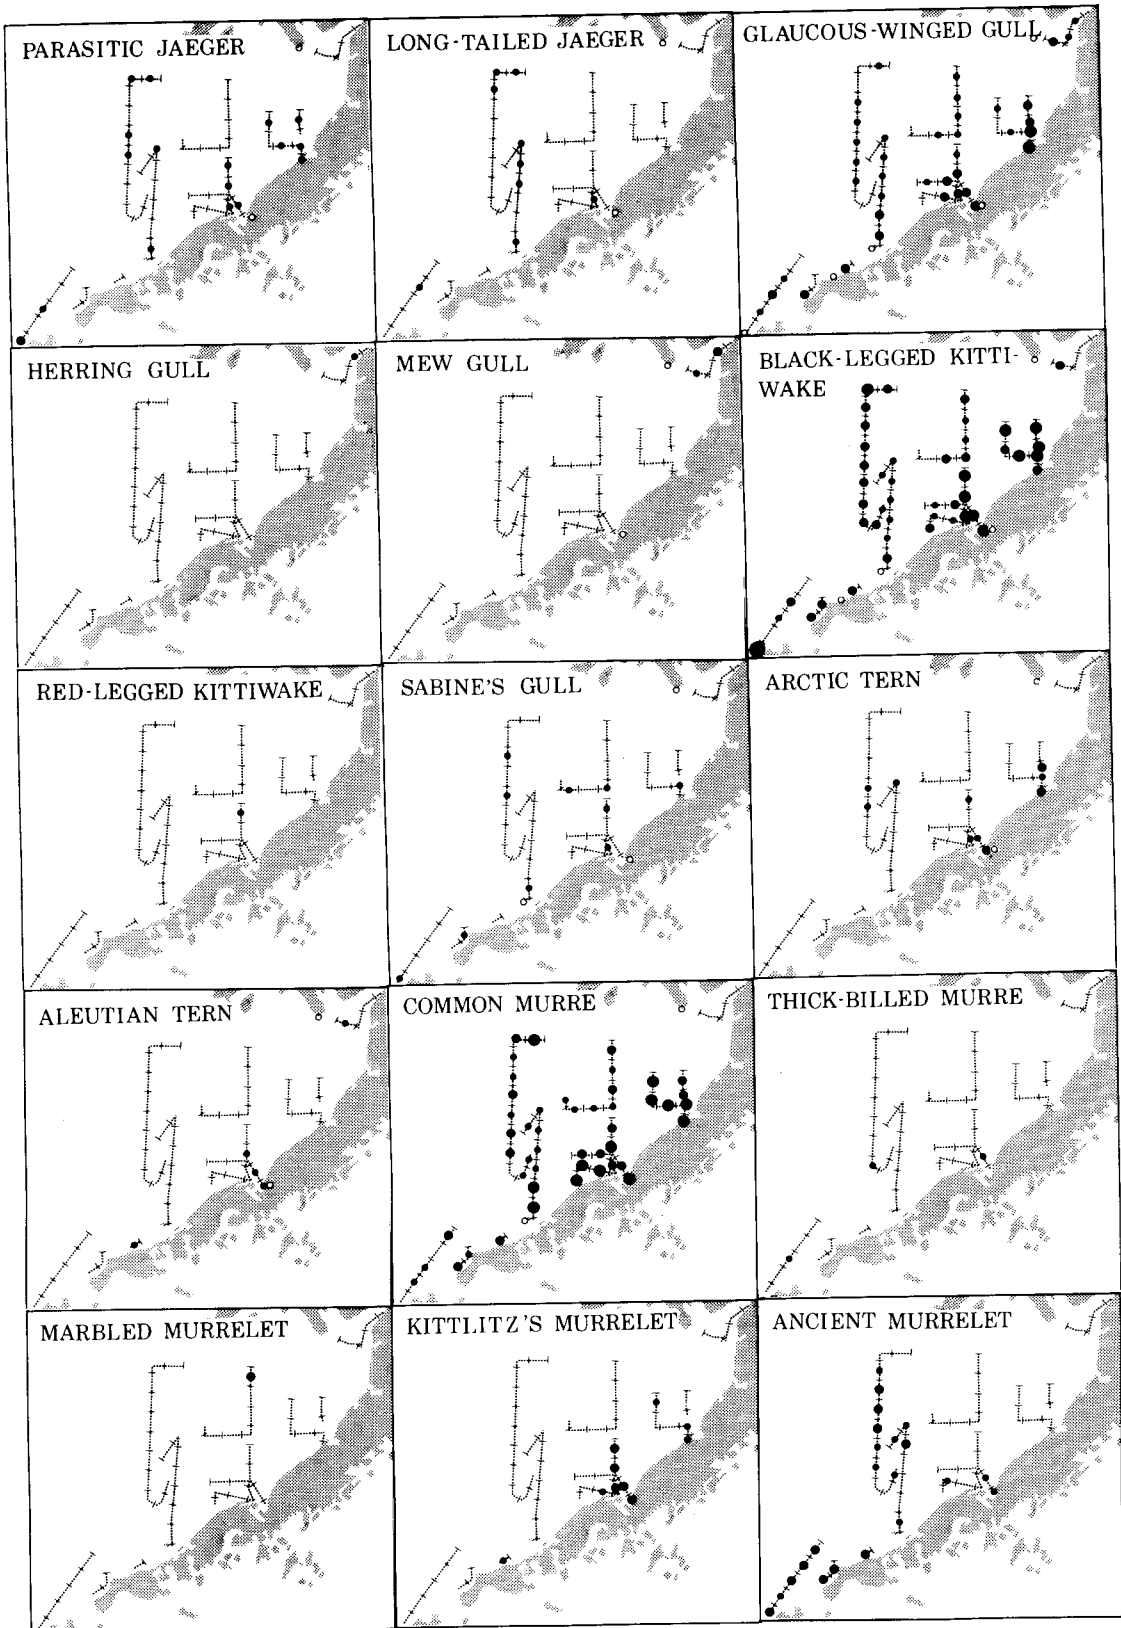 PARASITIC JAEGER
LONG-TAILED JAEGER
GLAUCOUS-WINGED GULL
HERRING GULL
MEW GULL
BLACK-LEGGED KITTI-
WAKE
RED-LEGGED KITTIWAKE
SABINE'S GULL
ARCTIC TERN
ALEUTIAN TERN
COMMON MURRE
THICK-BILLED MURRE
MARBLED MURRELET
KITTLITZ'S MURRELET
ANCIENT MURRELET